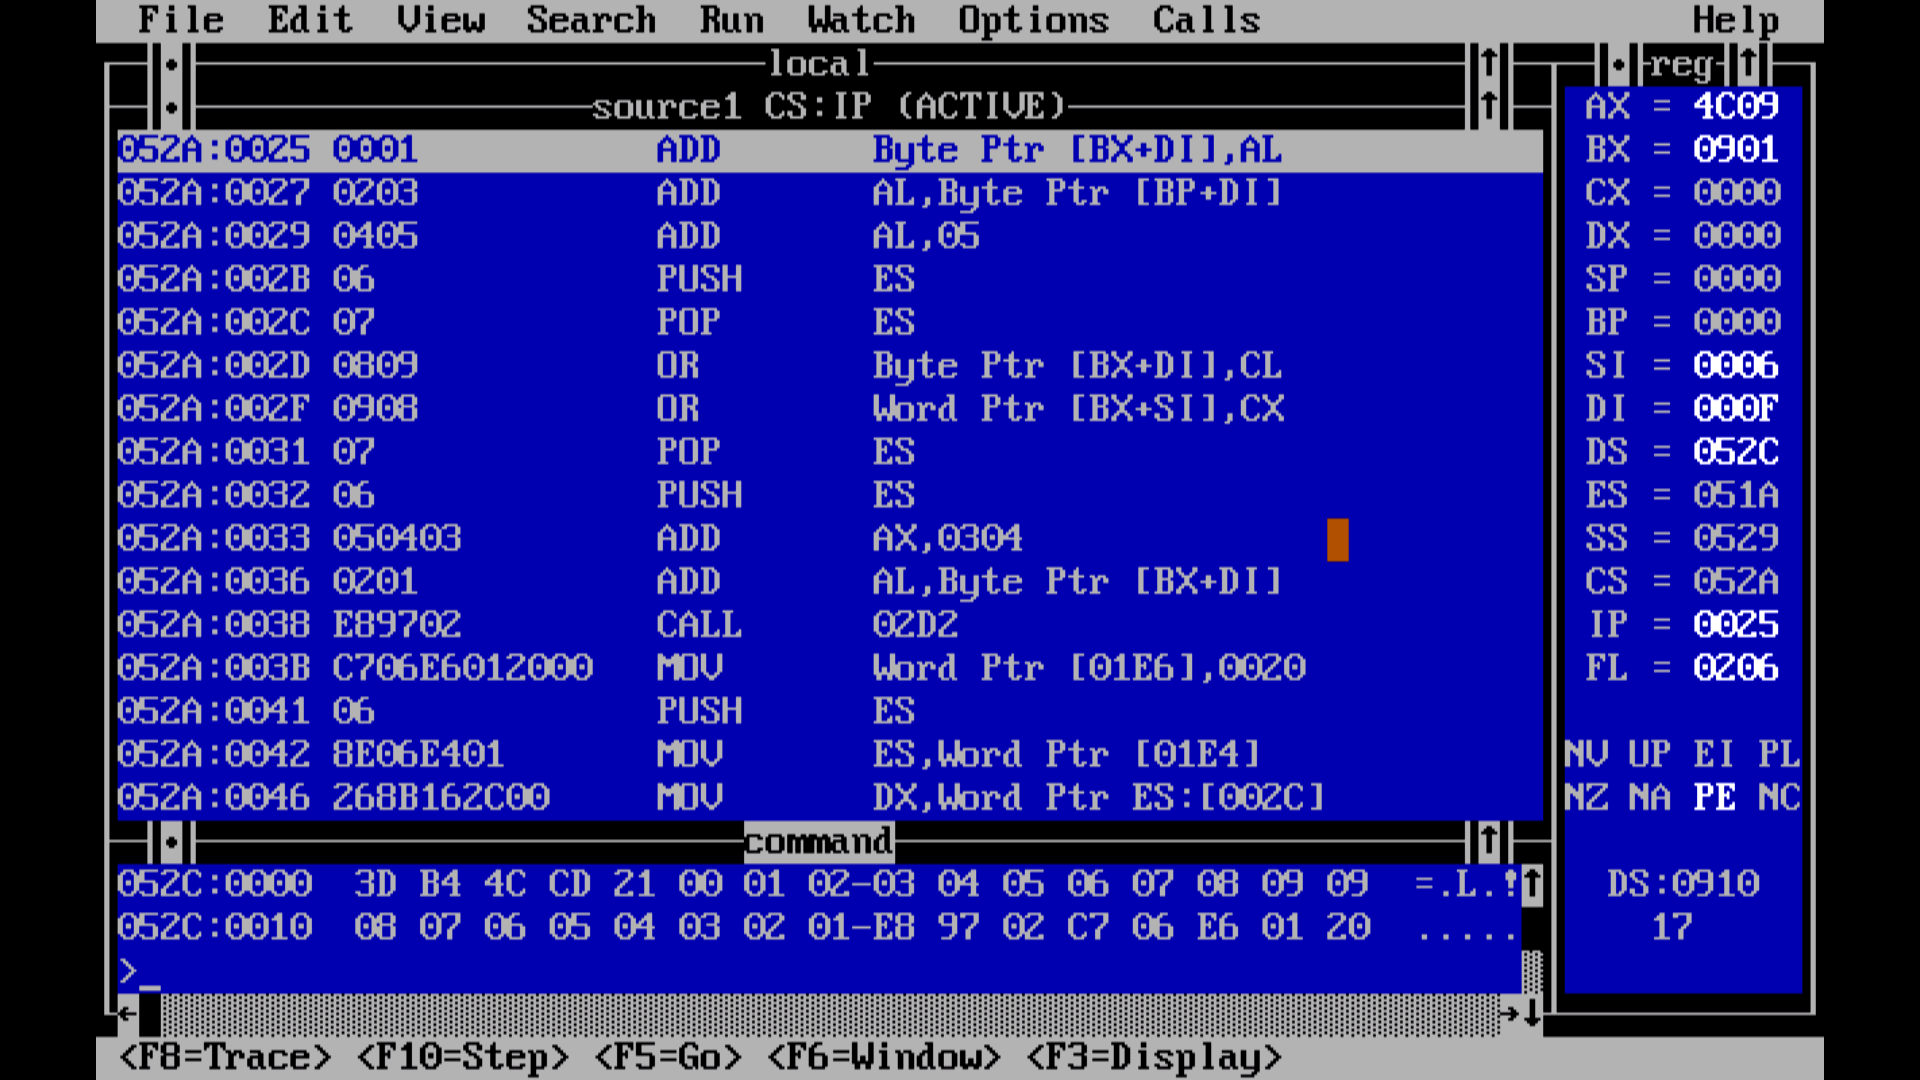 File Edit View Search Run Watch Options Calls Help
local
source1 CS:IP (ACTIVE)
052A:0025 0001 ADD Byte Ptr [BX+DI],AL
052A:0027 0203 ADD AL,Byte Ptr [BP+DI]
052A:0029 0405 ADD AL,05
052A:002B 06 PUSH ES
052A:002C 07 POP ES
052A:002D 0809 OR Byte Ptr [BX+DI],CL
052A:002F 0908 OR Word Ptr [BX+SI],CX
052A:0031 07 POP ES
052A:0032 06 PUSH ES
052A:0033 050403 ADD AX,0304
052A:0036 0201 ADD AL,Byte Ptr [BX+DI]
052A:0038 E89702 CALL 02D2
052A:003B C706E6012000 MOV Word Ptr [01E6],0020
052A:0041 06 PUSH ES
052A:0042 8E06E401 MOV ES,Word Ptr [01E4]
052A:0046 268B162C00 MOV DX,Word Ptr ES:[002C]
command
052C:0000 3D B4 4C CD 21 00 01 02-03 04 05 06 07 08 09 09 =.L.!
052C:0010 08 07 06 05 04 03 02 01-E8 97 02 C7 06 E6 01 20 .....
>_
reg
AX = 4C09
BX = 0901
CX = 0000
DX = 0000
SP = 0000
BP = 0000
SI = 0006
DI = 000F
DS = 052C
ES = 051A
SS = 0529
CS = 052A
IP = 0025
FL = 0206
NV UP EI PL
NZ NA PE NC
DS:0910
17
<F8=Trace> <F10=Step> <F5=Go> <F6=Window> <F3=Display>